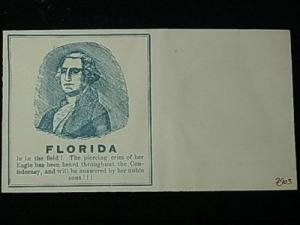 FLORIDA
Is in the field! The piercing cries of her
Eagle has been heard throughout the Con-
federacy, and will be answered by her noble
sons!!!